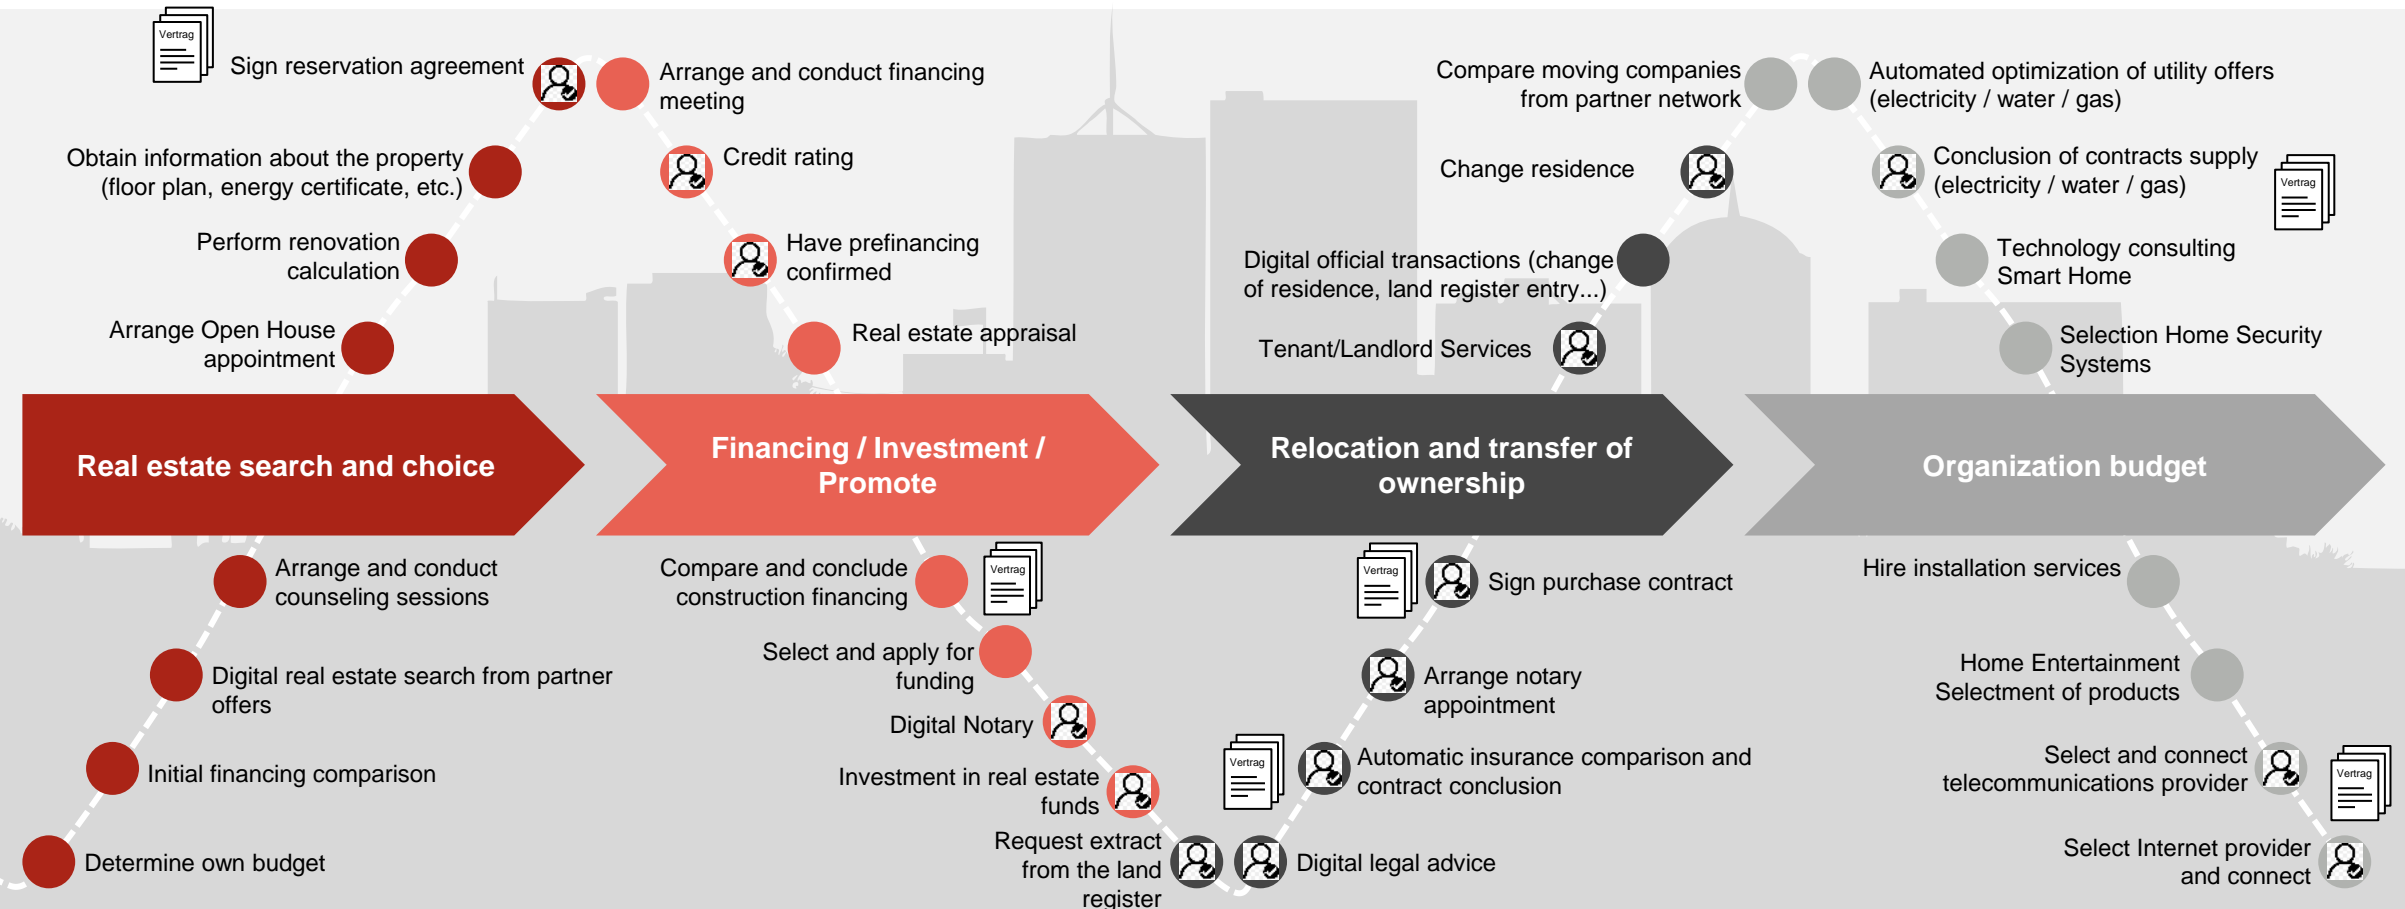 Vertrag
Sign reservation agreement
Obtain information about the property
(floor plan, energy certificate, etc.)
Perform renovation
calculation
Arrange Open House
appointment
Real estate search and choice
Arrange and conduct
counseling sessions
Digital real estate search from partner
offers
Initial financing comparison
Determine own budget
Arrange and conduct financing
meeting
Credit rating
Have prefinancing
confirmed
Real estate appraisal
Financing / Investment /
Promote
Compare and conclude
construction financing
Vertrag
Select and apply for
funding
Digital Notary
Investment in real estate
funds
Request extract
from the land
register
Compare moving companies
from partner network
Change residence
Digital official transactions (change
of residence, land register entry...)
Tenant/Landlord Services
Relocation and transfer of
ownership
Vertrag
Sign purchase contract
Arrange notary
appointment
Vertrag
Automatic insurance comparison and
contract conclusion
Digital legal advice
Automated optimization of utility offers
(electricity / water / gas)
Conclusion of contracts supply
(electricity / water / gas)
Vertrag
Technology consulting
Smart Home
Selection Home Security
Systems
Organization budget
Hire installation services
Home Entertainment
Selectment of products
Select and connect
telecommunications provider
Vertrag
Select Internet provider
and connect